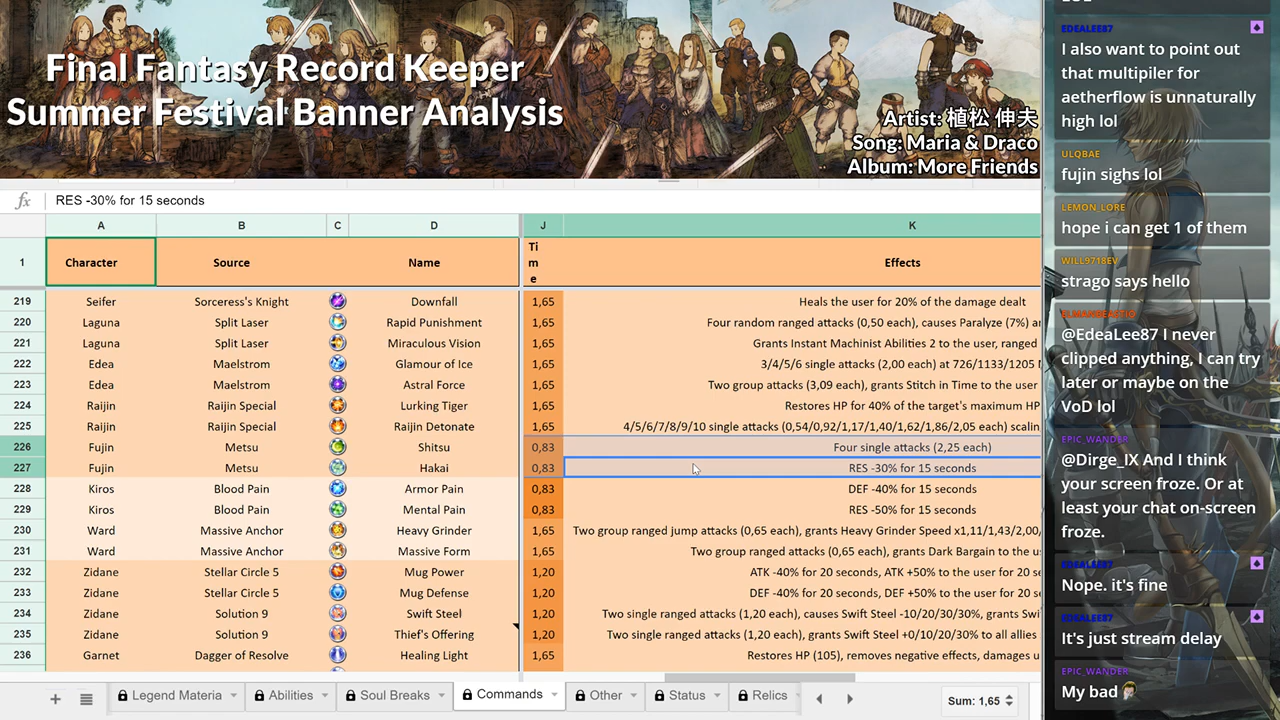 Final Fantasy Record Keeper
Summer Festival Banner Analysis
Artist: 植松 伸夫
Song: Maria & Draco
Album: More Friends
fx RES -30% for 15 seconds
A B C D J K
1 Character Source Name Ti m e Effects
219 Seifer Sorceress's Knight Downfall 1,65 Heals the user for 20% of the damage dealt
220 Laguna Split Laser Rapid Punishment 1,65 Four random ranged attacks (0,50 each), causes Paralyze (7%) ar
221 Laguna Split Laser Miraculous Vision 1,65 Grants Instant Machinist Abilities 2 to the user, ranged
222 Edea Maelstrom Glamour of Ice 1,65 3/4/5/6 single attacks (2,00 each) at 726/1133/1205
223 Edea Maelstrom Astral Force 1,65 Two group attacks (3,09 each), grants Stitch in Time to the user
224 Raijin Raijin Special Lurking Tiger 1,65 Restores HP for 40% of the target's maximum HP
225 Raijin Raijin Special Raijin Detonate 1,65 4/5/6/7/8/9/10 single attacks (0,54/0,92/1,17/1,40/1,62/1,86/2,05 each) scalin
226 Fujin Metsu Shitsu 0,83 Four single attacks (2,25 each)
227 Fujin Metsu Hakai 0,83 RES -30% for 15 seconds
228 Kiros Blood Pain Armor Pain 0,83 DEF -40% for 15 seconds
229 Kiros Blood Pain Mental Pain 0,83 RES -50% for 15 seconds
230 Ward Massive Anchor Heavy Grinder 1,65 Two group ranged jump attacks (0,65 each), grants Heavy Grinder Speed x1,11/1,43/2,00/
231 Ward Massive Anchor Massive Form 1,65 Two group ranged attacks (0,65 each), grants Dark Bargain to the us
232 Zidane Stellar Circle 5 Mug Power 1,20 ATK -40% for 20 seconds, ATK +50% to the user for 20 se
233 Zidane Stellar Circle 5 Mug Defense 1,20 DEF -40% for 20 seconds, DEF +50% to the user for 20 se
234 Zidane Solution 9 Swift Steel 1,20 Two single ranged attacks (1,20 each), causes Swift Steel -10/20/30/30%, grants Swi
235 Zidane Solution 9 Thief's Offering 1,20 Two single ranged attacks (1,20 each), grants Swift Steel +0/10/20/30% to all allies
236 Garnet Dagger of Resolve Healing Light 1,65 Restores HP (105), removes negative effects, damages u
Legend Materia Abilities Soul Breaks Commands Other Status Relics Sum: 1,65
EDEALEE87
I also want to point out
that multipiler for
aetherflow is unnaturally
high lol
ULQBAE
fujin sighs lol
LEMON_LORE
hope i can get 1 of them
WILL9718EV
strago says hello
@EdeaLee87 I never
clipped anything, I can try
later or maybe on the
VoD lol
EPIC_WANDER
@Dirge_IX And I think
your screen froze. Or at
least your chat on-screen
froze.
EDEALEE87
Nope. it's fine
EDEALEE87
It's just stream delay
EPIC_WANDER
My bad